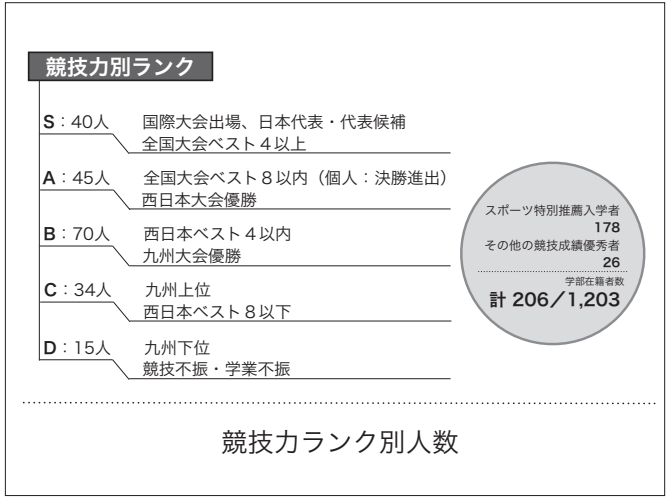 競技力別ランク
S：40人 国際大会出場、日本代表・代表候補
全国大会ベスト４以上
A：45人 全国大会ベスト８以内（個人：決勝進出）
西日本大会優勝
B：70人 西日本ベスト４以内
九州大会優勝
C：34人 九州上位
西日本ベスト８以下
D：15人 九州下位
競技不振・学業不振
スポーツ特別推薦入学者
178
その他の競技成績優秀者
26
学部在籍者数
計 206／1,203
競技力ランク別人数